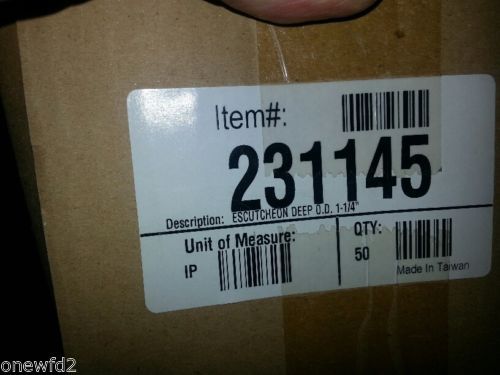 Item#:
231145
Description: ESCUTCHEON DEEP O.D. 1-1/4"
Unit of Measure:
IP
QTY:
50
Made In Taiwan
onewfd2